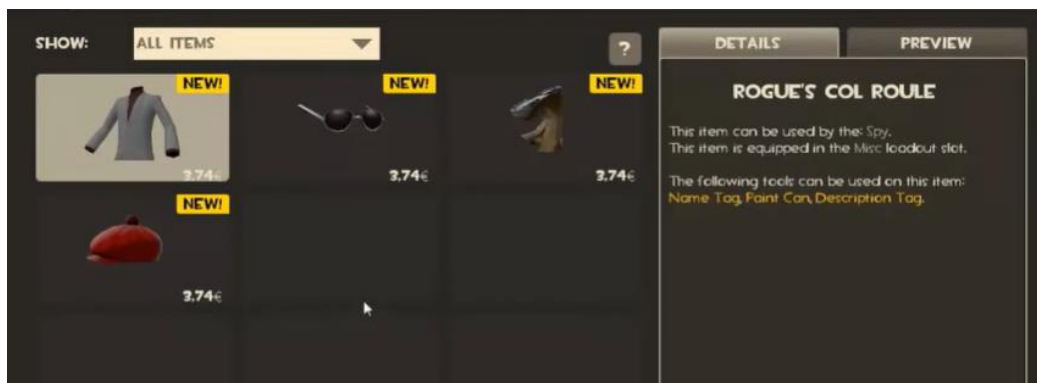 SHOW:
ALL ITEMS
?
DETAILS
PREVIEW
NEW!
3,74€
NEW!
3,74€
NEW!
3,74€
NEW!
3,74€
ROGUE'S COL ROULE
This item can be used by the: Spy.
This item is equipped in the Misc loadout slot.
The following tools can be used on this item:
Name Tag, Paint Can, Description Tag.